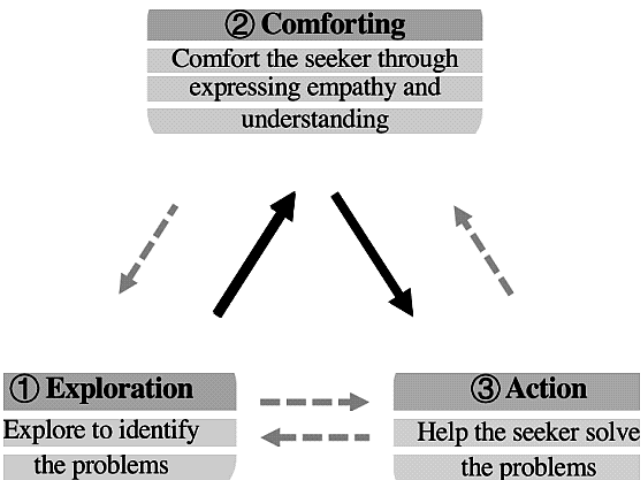 ② Comforting
Comfort the seeker through
expressing empathy and
understanding
① Exploration
Explore to identify
the problems
③ Action
Help the seeker solve
the problems